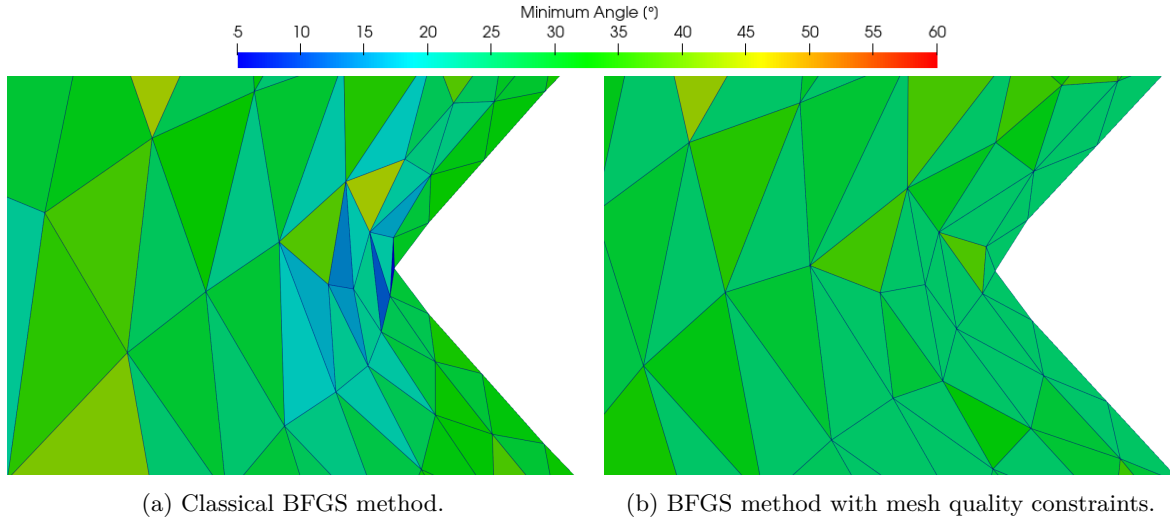 Minimum Angle (°)
5 10 15 20 25 30 35 40 45 50 55 60
(a) Classical BFGS method.
(b) BFGS method with mesh quality constraints.